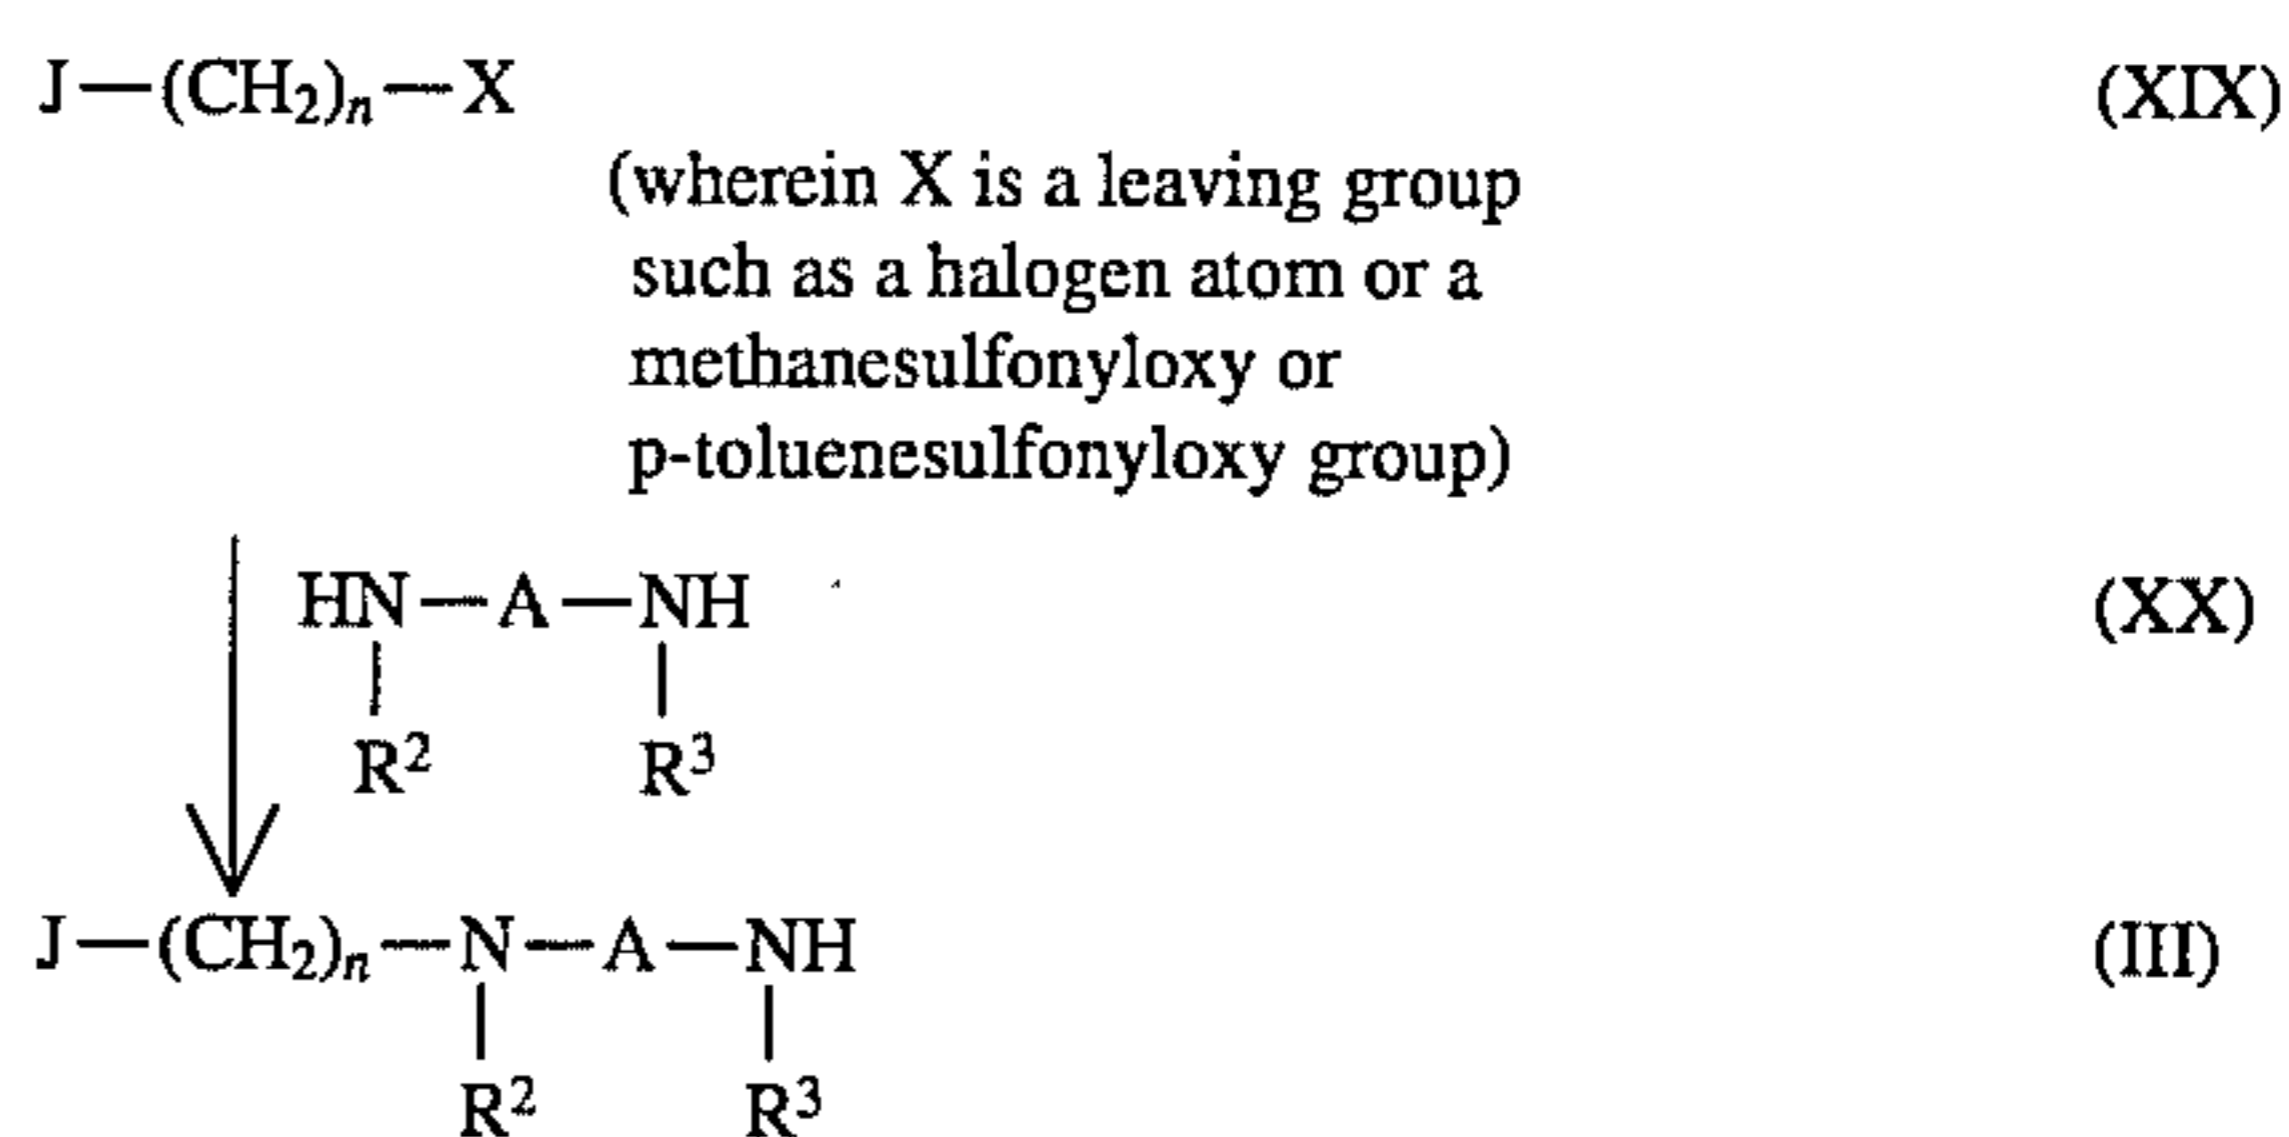 J—(CH₂)ₙ—X (XIX)
(wherein X is a leaving group
such as a halogen atom or a
methanesulfonyloxy or
p-toluenesulfonyloxy group)
HN—A—NH (XX)
R² R³
J—(CH₂)ₙ—N—A—NH (III)
R² R³